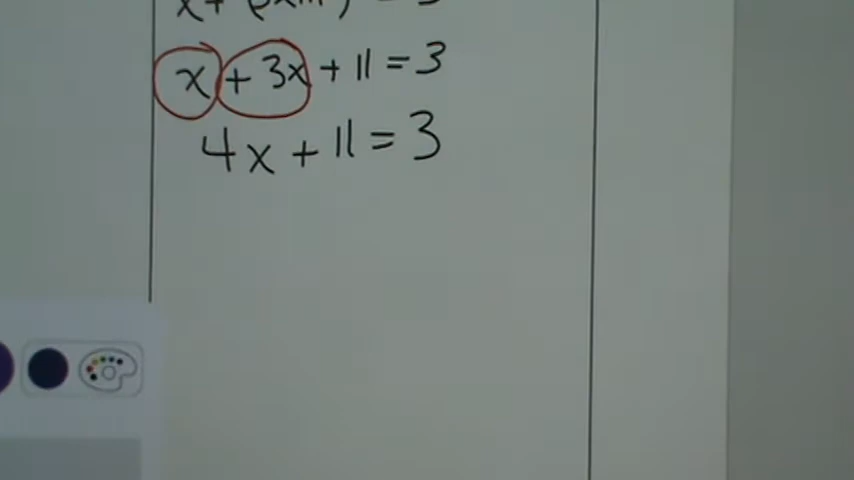 x + 3x + 11 = 3
4x + 11 = 3